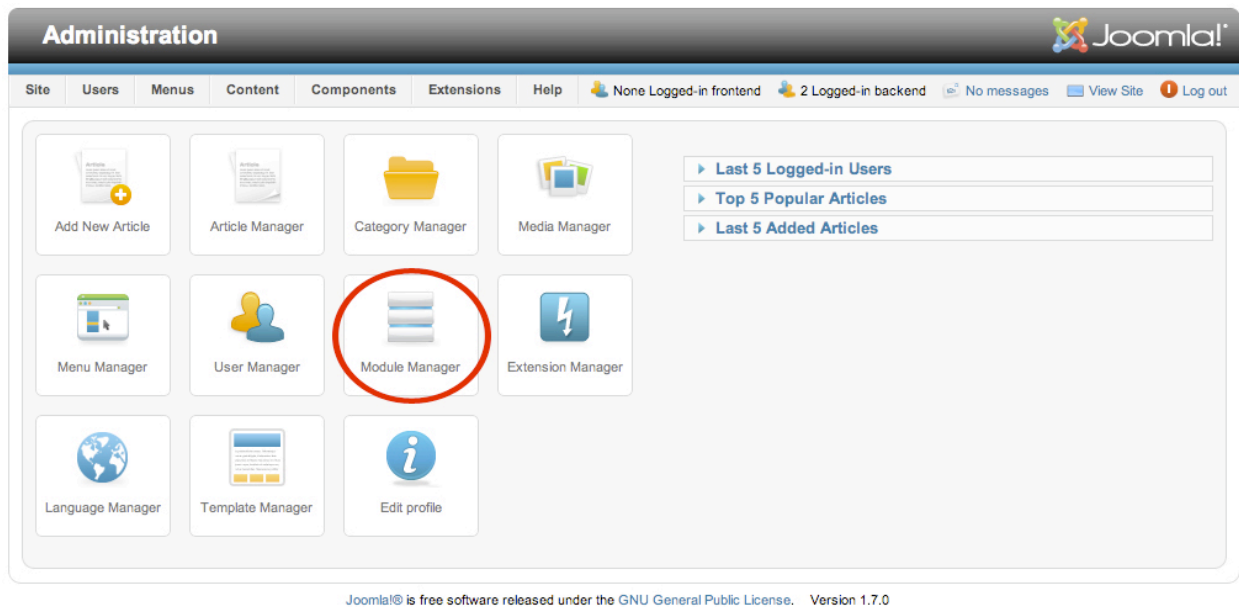 Administration
Joomla!
Site Users Menus Content Components Extensions Help None Logged-in frontend 2 Logged-in backend No messages View Site Log out
Add New Article Article Manager Category Manager Media Manager
Last 5 Logged-in Users
Top 5 Popular Articles
Last 5 Added Articles
Menu Manager User Manager Module Manager Extension Manager
Language Manager Template Manager Edit profile
Joomla!® is free software released under the GNU General Public License. Version 1.7.0